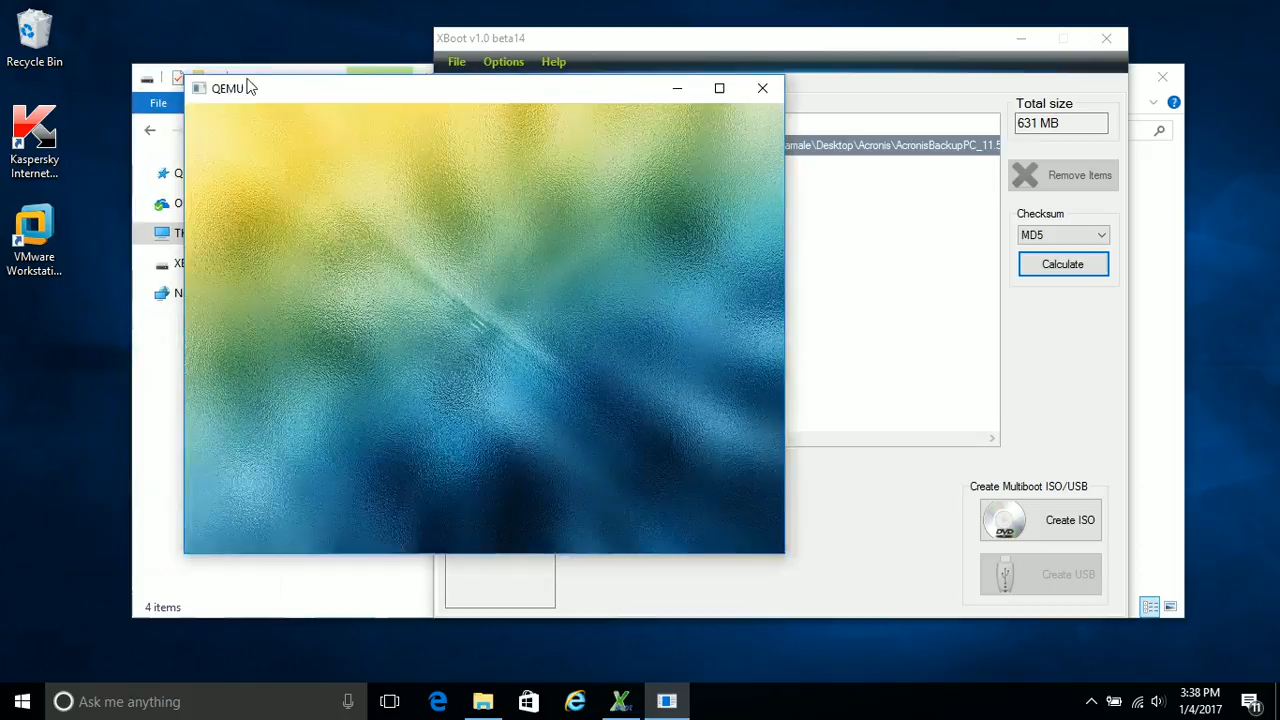 Recycle Bin
Kaspersky
Internet...
VMware
Workstati...
File
4 items
QEMU
XBoot v1.0 beta14
File
Options
Help
amale\Desktop\Acronis\AcronisBackupPC_11.5
Total size
631 MB
Remove Items
Checksum
MD5
Calculate
Create Multiboot ISO/USB
DVD
Create ISO
Create USB
Ask me anything
3:38 PM
1/4/2017
11